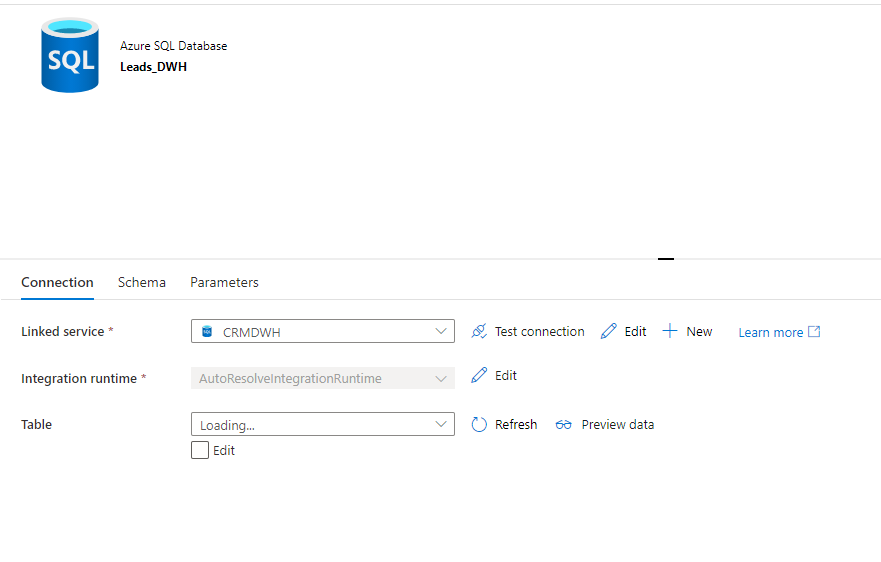 SQL
Azure SQL Database
Leads_DWH
Connection Schema Parameters
Linked service * CRMDWH Test connection Edit New Learn more
Integration runtime * AutoResolveIntegrationRuntime Edit
Table Loading... Refresh Preview data
Edit